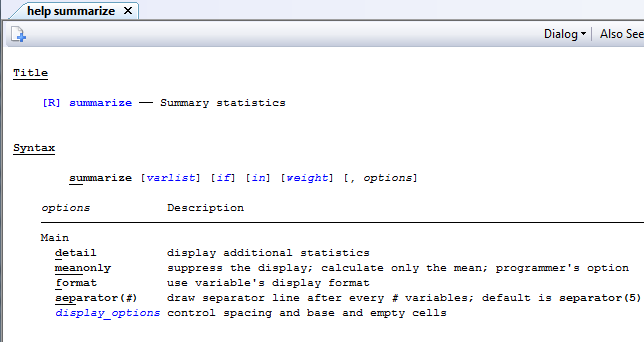 help summarize ×
Dialog Also See
Title
[R] summarize — Summary statistics
Syntax
summarize [varlist] [if] [in] [weight] [, options]
options Description
Main
detail display additional statistics
meanonly suppress the display; calculate only the mean; programmer's option
format use variable's display format
separator(#) draw separator line after every # variables; default is separator(5)
display_options control spacing and base and empty cells